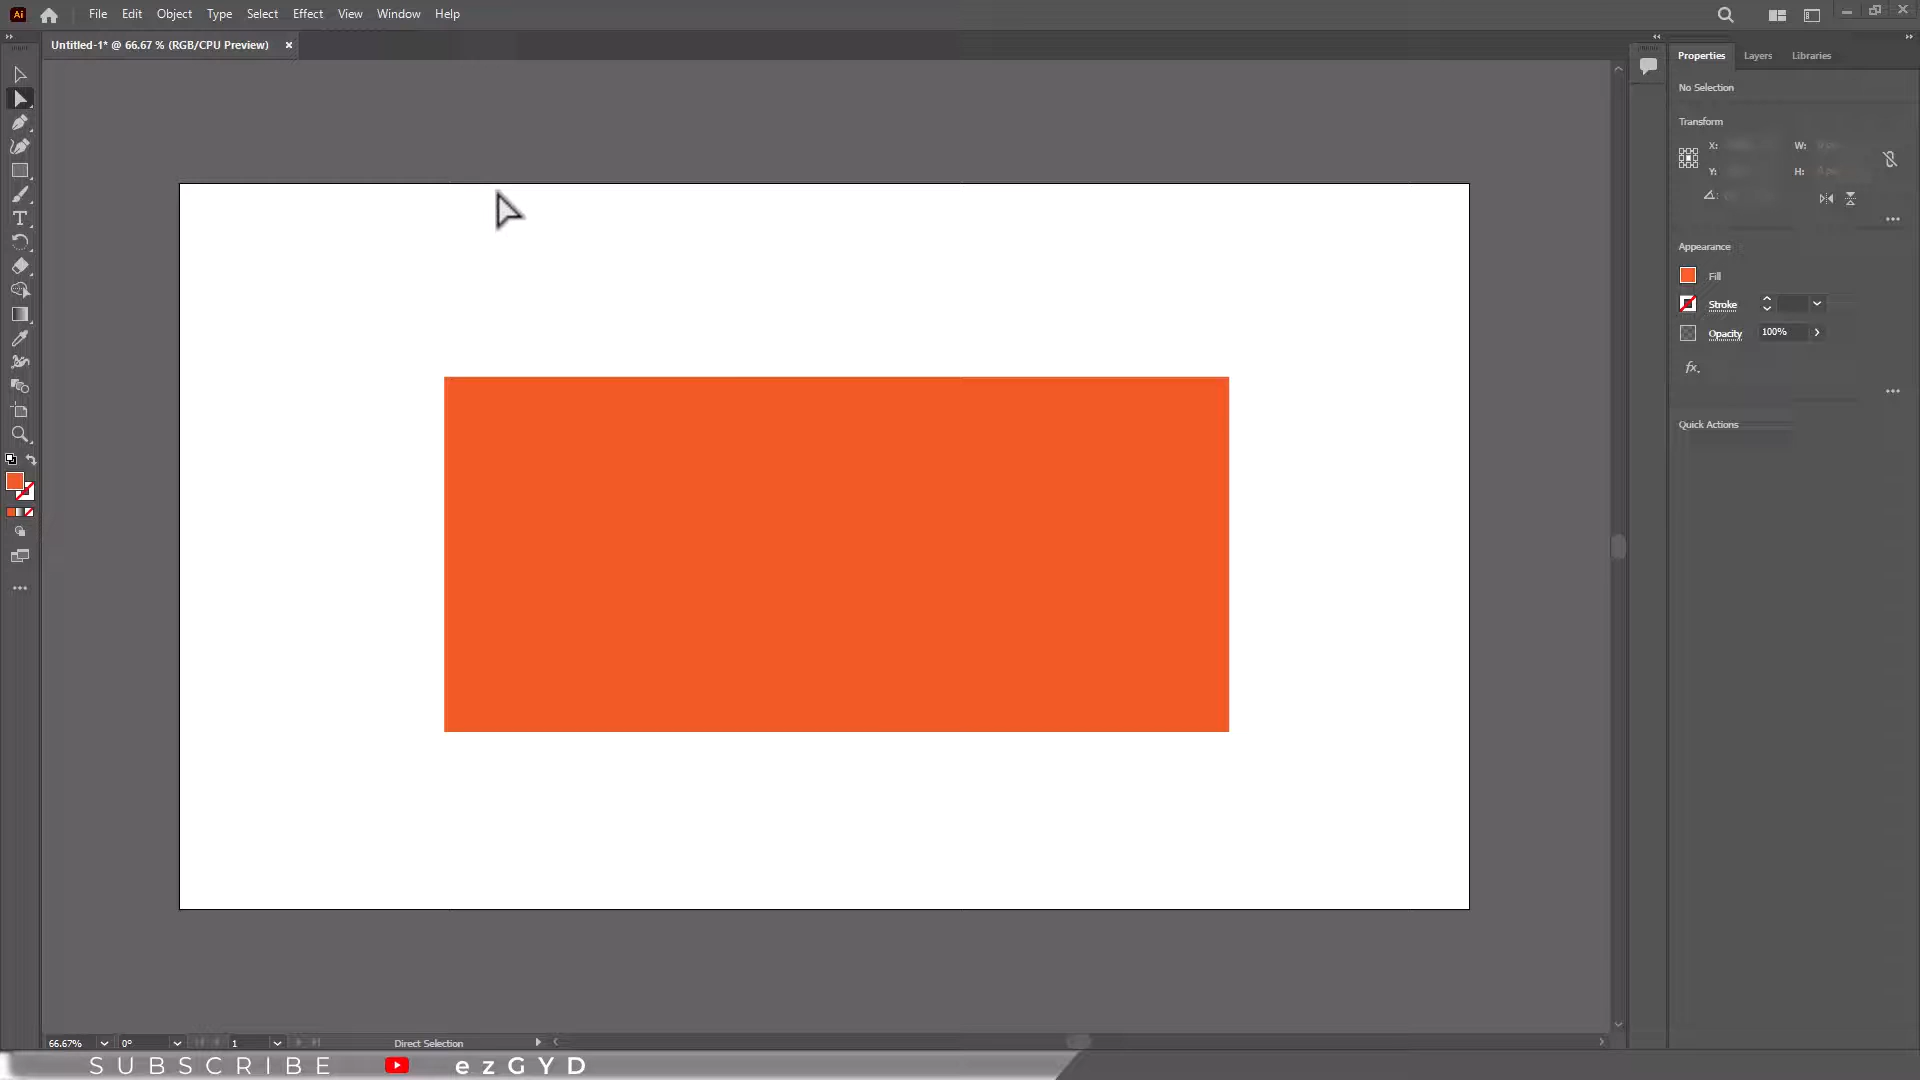 Ai File Edit Object Type Select Effect View Window Help
Untitled-1* @ 66.67 % (RGB/CPU Preview)
Properties Layers Libraries
No Selection
Transform
X: W:
Y: H:
Appearance
Fill
Stroke
Opacity 100%
fx.
Quick Actions
66.67% 0° 1 Direct Selection
SUBSCRIBE ezGYD